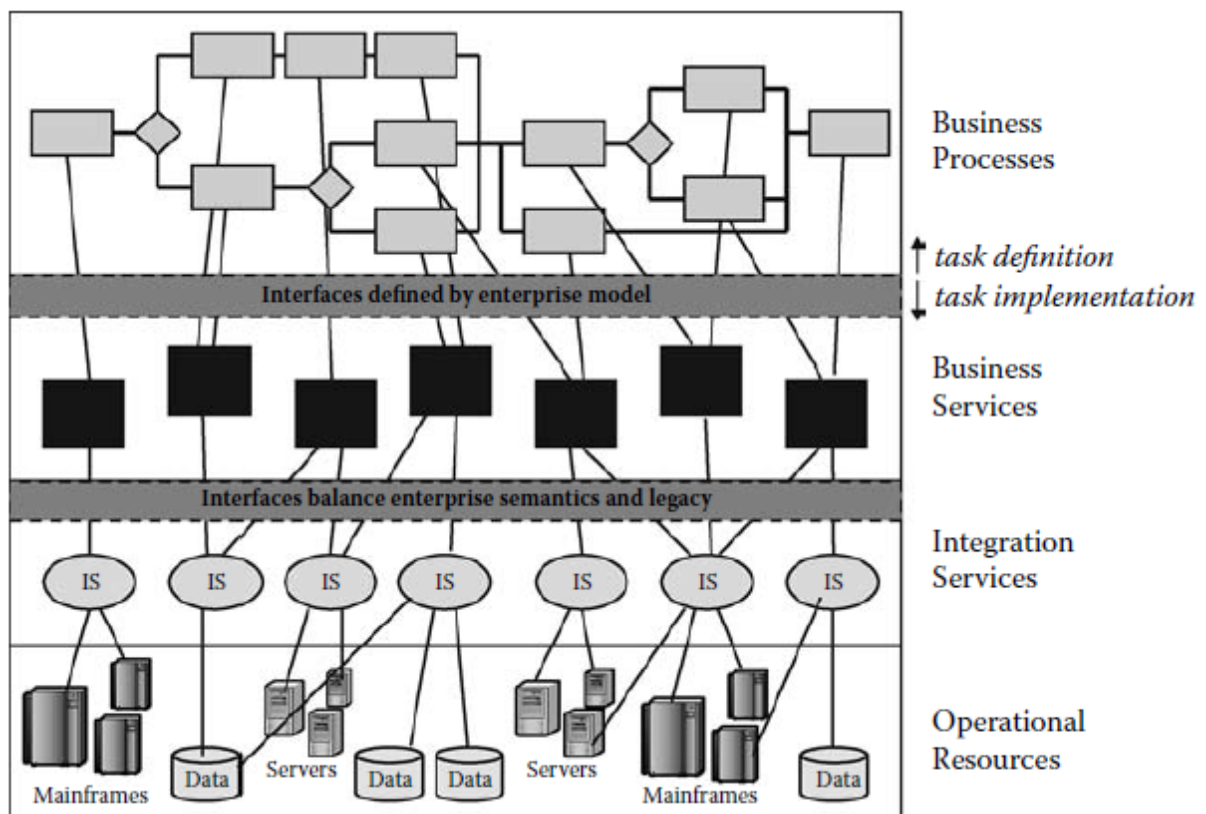 Business
Processes
task definition
Interfaces defined by enterprise model
task implementation
Business
Services
Interfaces balance enterprise semantics and legacy
Integration
Services
IS
IS
IS
IS
IS
IS
IS
Operational
Resources
Mainframes
Data
Servers
Data
Data
Servers
Mainframes
Data